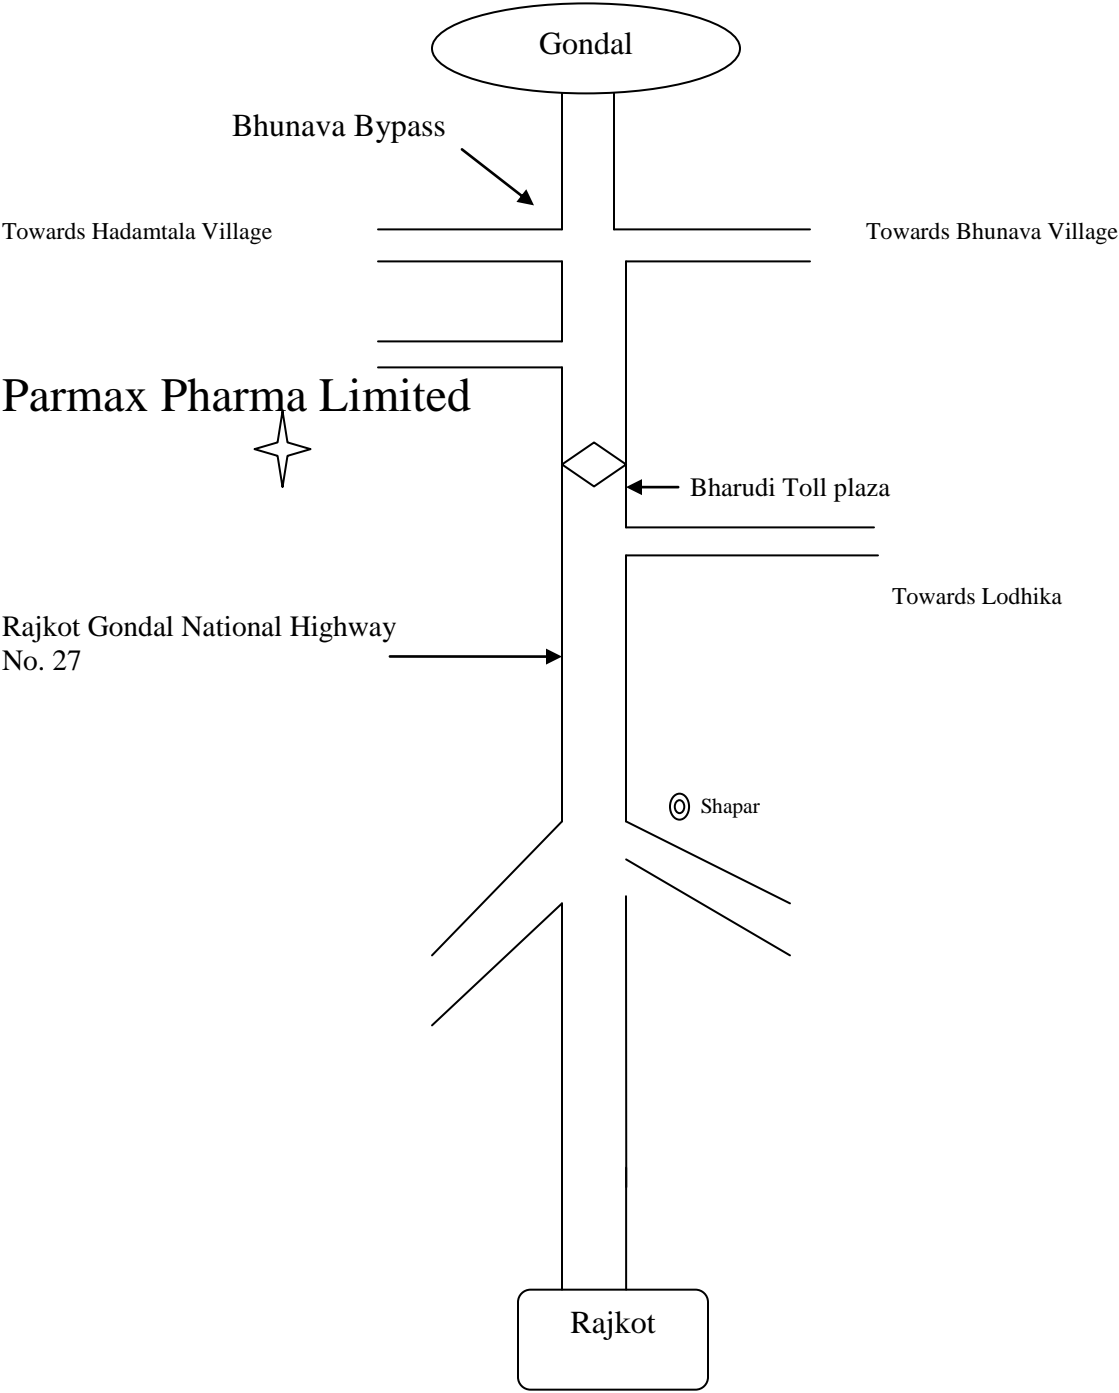 Gondal
Bhunava Bypass
Towards Hadamtala Village
Towards Bhunava Village
Parmax Pharma Limited
Bharudi Toll plaza
Towards Lodhika
Rajkot Gondal National Highway
No. 27
Shapar
Rajkot